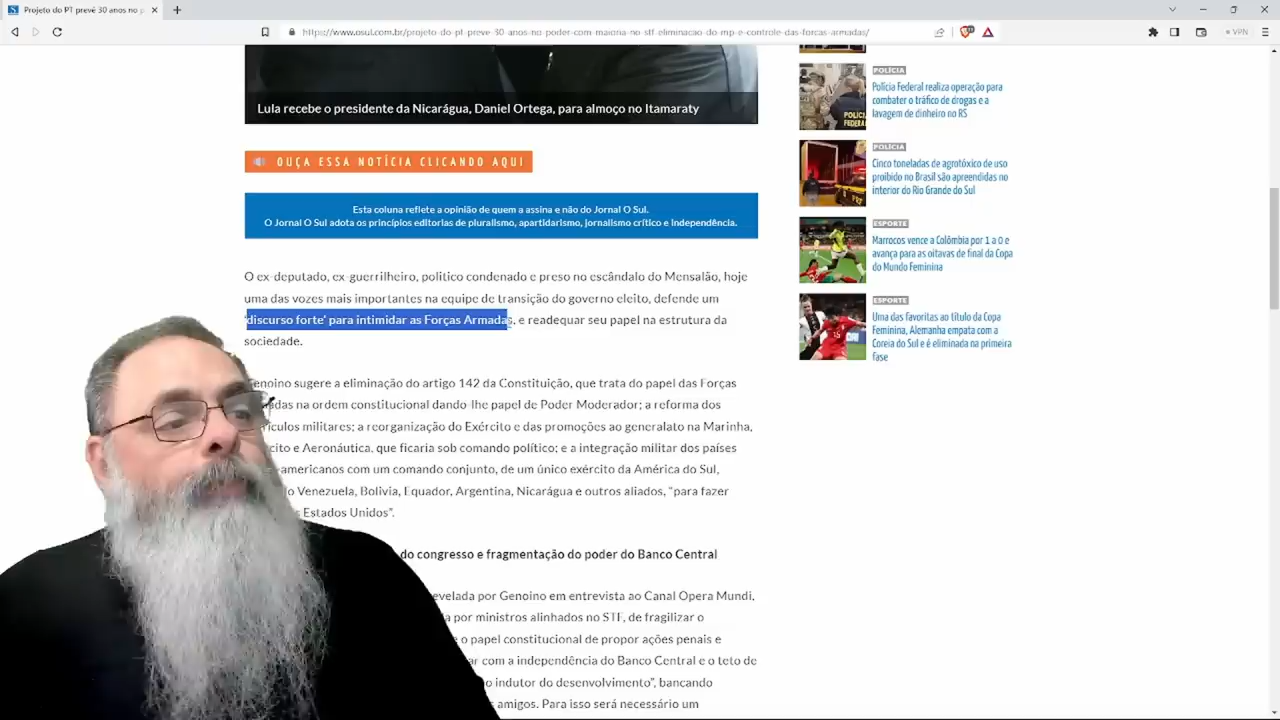 Projeto do PT prevê 30 anos no p
https://www.osul.com.br/projeto-do-pt-preve-30-anos-no-poder-com-maioria-no-stf-eliminacao-do-mp-e-controle-das-forcas-armadas/
VPN
Lula recebe o presidente da Nicarágua, Daniel Ortega, para almoço no Itamaraty
OUÇA ESSA NOTÍCIA CLICANDO AQUI
Esta coluna reflete a opinião de quem a assina e não do Jornal O Sul.
O Jornal O Sul adota os princípios editorias de pluralismo, apartidarismo, jornalismo crítico e independência.
O ex-deputado, ex-guerrilheiro, político condenado e preso no escândalo do Mensalão, hoje
uma das vozes mais importantes na equipe de transição do governo eleito, defende um
'discurso forte' para intimidar as Forças Armadas, e readequar seu papel na estrutura da
sociedade.
Genoino sugere a eliminação do artigo 142 da Constituição, que trata do papel das Forças
adas na ordem constitucional dando-lhe papel de Poder Moderador; a reforma dos
ículos militares; a reorganização do Exército e das promoções ao generalato na Marinha,
cito e Aeronáutica, que ficaria sob comando político; e a integração militar dos países
americanos com um comando conjunto, de um único exército da América do Sul,
o Venezuela, Bolívia, Equador, Argentina, Nicarágua e outros aliados, "para fazer
s Estados Unidos".
do congresso e fragmentação do poder do Banco Central
evelada por Genoino em entrevista ao Canal Opera Mundi,
a por ministros alinhados no STF, de fragilizar o
e o papel constitucional de propor ações penais e
ar com a independência do Banco Central e o teto de
o indutor do desenvolvimento", bancando
s amigos. Para isso será necessário um
POLÍCIA
Polícia Federal realiza operação para
combater o tráfico de drogas e a
lavagem de dinheiro no RS
POLÍCIA
FEDERAL
POLÍCIA
Cinco toneladas de agrotóxico de uso
proibido no Brasil são apreendidas no
interior do Rio Grande do Sul
PRF
ESPORTE
Marrocos vence a Colômbia por 1 a 0 e
avança para as oitavas de final da Copa
do Mundo Feminina
ESPORTE
Uma das favoritas ao título da Copa
Feminina, Alemanha empata com a
Coreia do Sul e é eliminada na primeira
fase